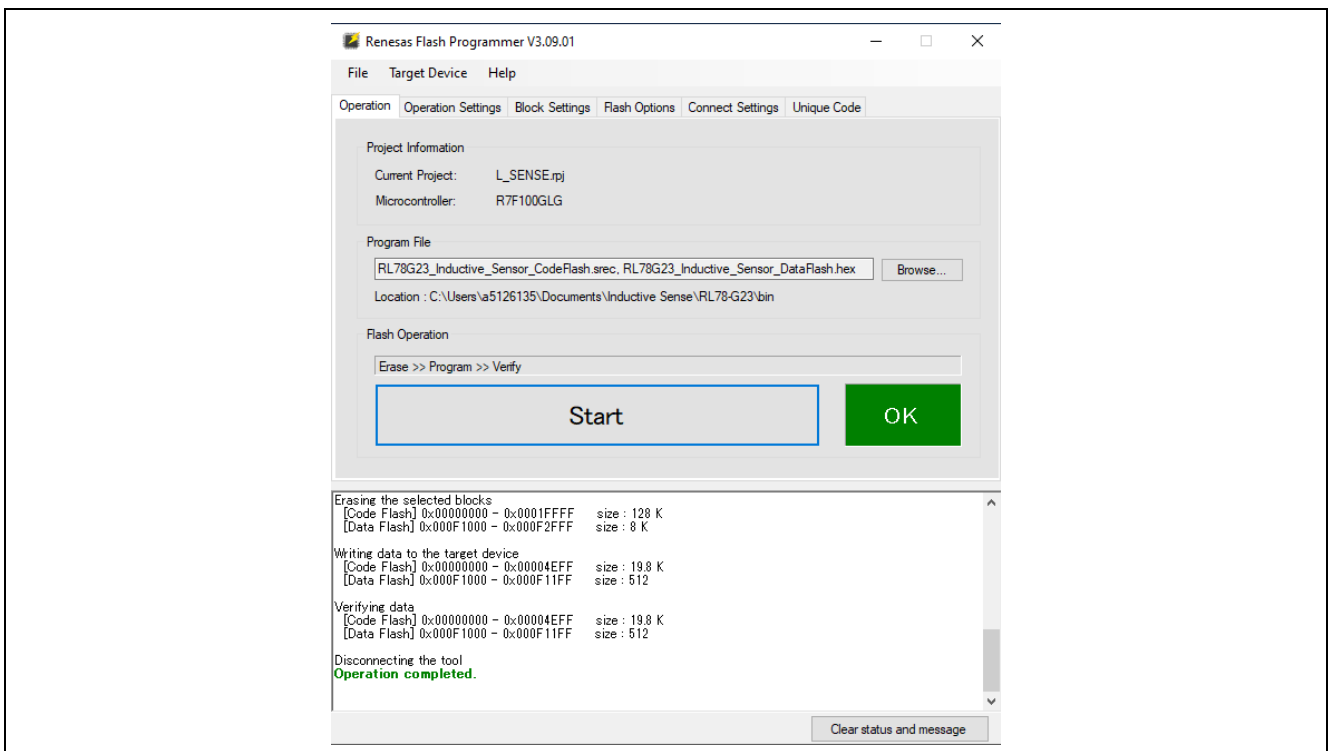 Renesas Flash Programmer V3.09.01
File Target Device Help
Operation Operation Settings Block Settings Flash Options Connect Settings Unique Code
Project Information
Current Project: L_SENSE.rpj
Microcontroller: R7F100GLG
Program File
RL78G23_Inductive_Sensor_CodeFlash.srec, RL78G23_Inductive_Sensor_DataFlash.hex Browse...
Location : C:\Users\a5126135\Documents\Inductive Sense\RL78-G23\bin
Flash Operation
Erase >> Program >> Verify
Start OK
Erasing the selected blocks
[Code Flash] 0x00000000 - 0x0001FFFF size : 128 K
[Data Flash] 0x000F1000 - 0x000F2FFF size : 8 K
Writing data to the target device
[Code Flash] 0x00000000 - 0x00004EFF size : 19.8 K
[Data Flash] 0x000F1000 - 0x000F11FF size : 512
Verifying data
[Code Flash] 0x00000000 - 0x00004EFF size : 19.8 K
[Data Flash] 0x000F1000 - 0x000F11FF size : 512
Disconnecting the tool
Operation completed.
Clear status and message